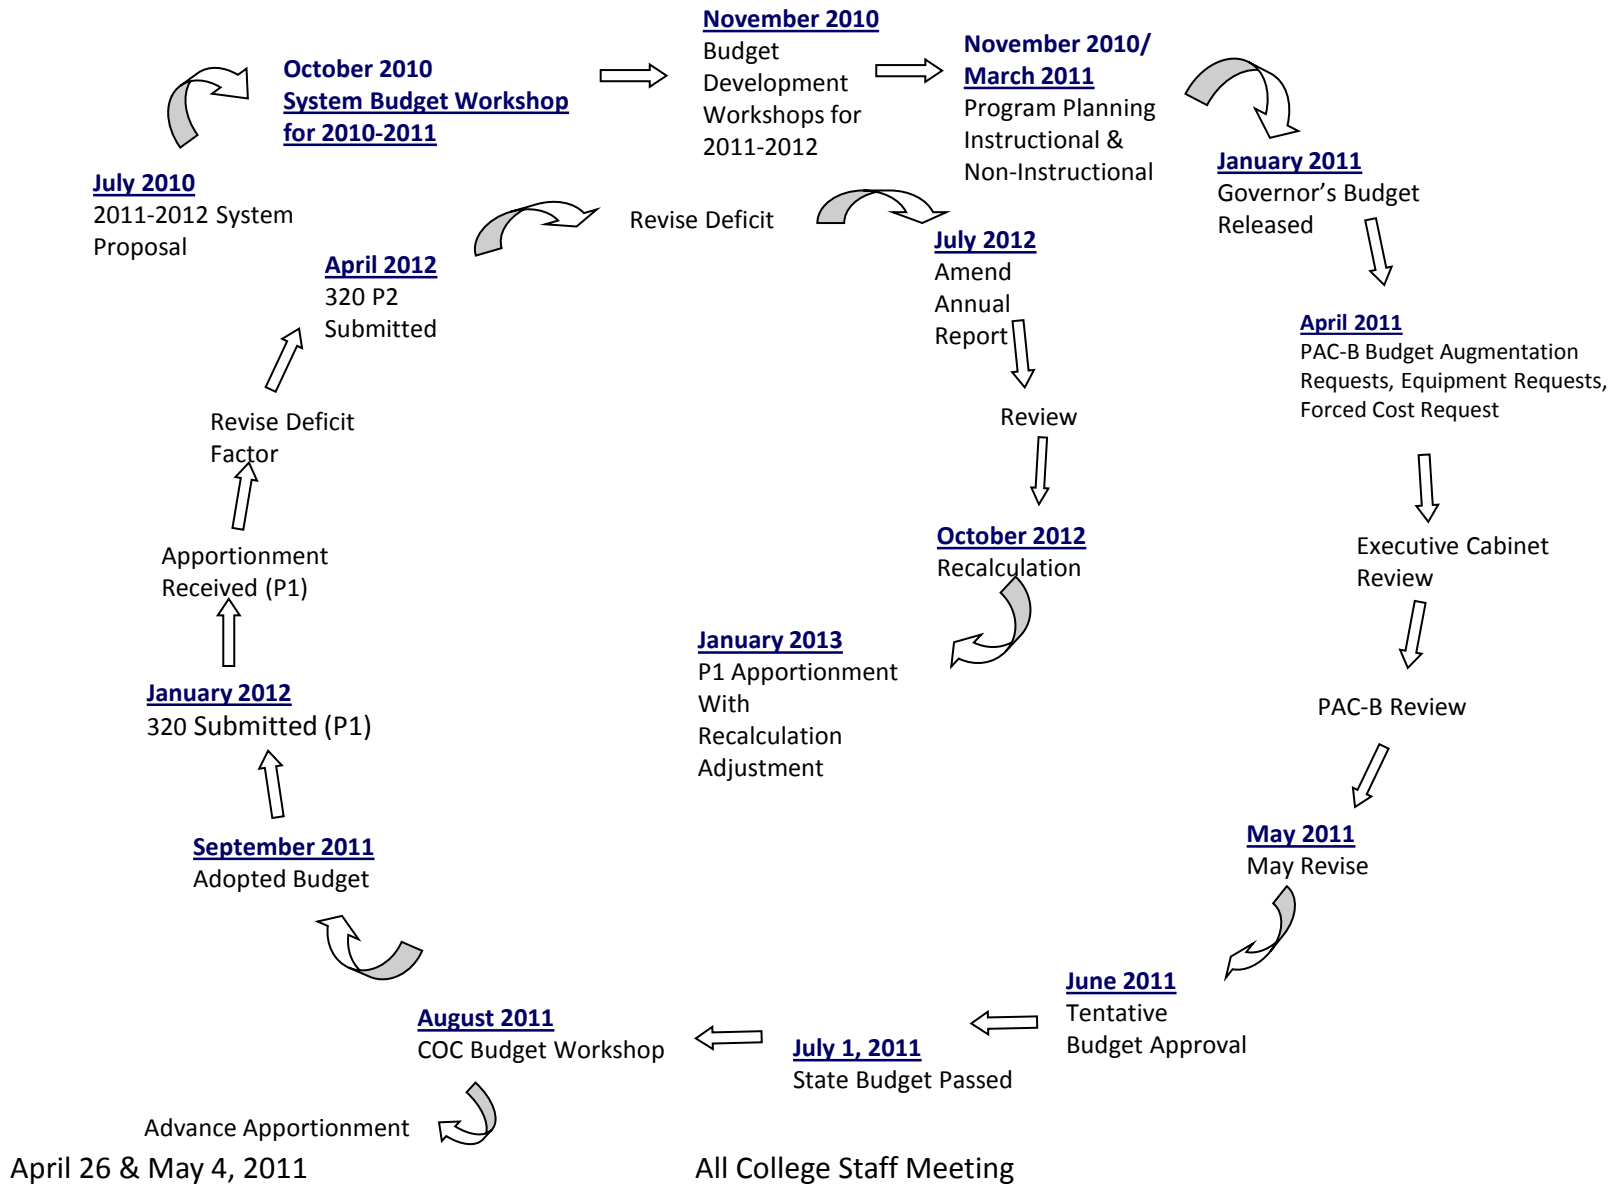 July 2010
2011-2012 System
Proposal
October 2010
System Budget Workshop
for 2010-2011
November 2010
Budget
Development
Workshops for
2011-2012
November 2010/
March 2011
Program Planning
Instructional &
Non-Instructional
January 2011
Governor’s Budget
Released
April 2011
PAC-B Budget Augmentation
Requests, Equipment Requests,
Forced Cost Request
Executive Cabinet
Review
PAC-B Review
May 2011
May Revise
June 2011
Tentative
Budget Approval
July 1, 2011
State Budget Passed
August 2011
COC Budget Workshop
Advance Apportionment
September 2011
Adopted Budget
January 2012
320 Submitted (P1)
Apportionment
Received (P1)
Revise Deficit
Factor
April 2012
320 P2
Submitted
Revise Deficit
July 2012
Amend
Annual
Report
Review
October 2012
Recalculation
January 2013
P1 Apportionment
With
Recalculation
Adjustment
April 26 & May 4, 2011
All College Staff Meeting